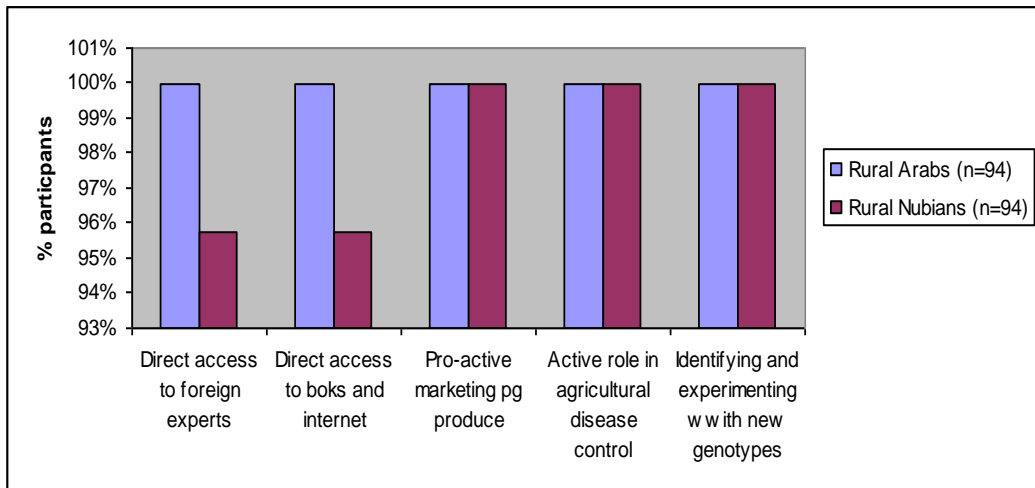 101%
100%
99%
98%
97%
96%
95%
94%
93%
% particpants
Direct access
to foreign
experts
Direct access
to boks and
internet
Pro-active
marketing pg
produce
Active role in
agricultural
disease
control
Identifying and
experimenting
w w ith new
genotypes
Rural Arabs (n=94)
Rural Nubians (n=94)